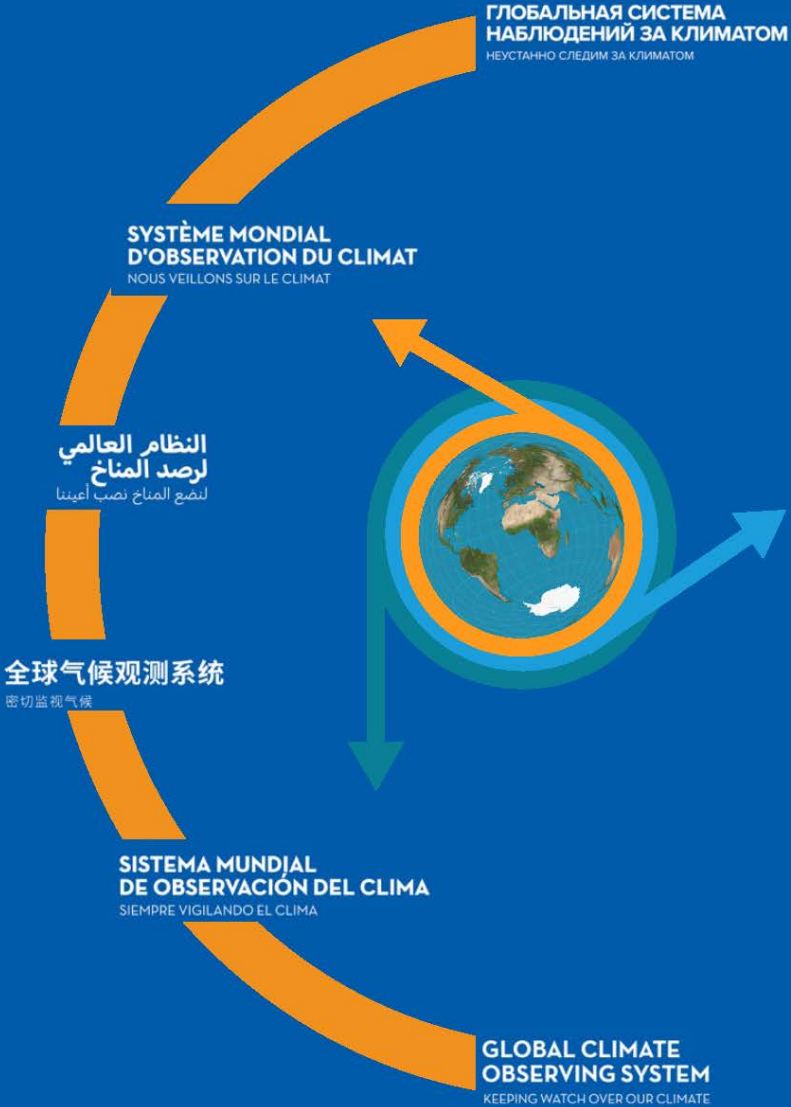 ГЛОБАЛЬНАЯ СИСТЕМА
НАБЛЮДЕНИЙ ЗА КЛИМАТОМ
НЕУСТАННО СЛЕДИМ ЗА КЛИМАТОМ
SYSTÈME MONDIAL
D'OBSERVATION DU CLIMAT
NOUS VEILLONS SUR LE CLIMAT
النظام العالمي
لرصد المناخ
لنضع المناخ نصب أعيننا
全球气候观测系统
密切监视气候
SISTEMA MUNDIAL
DE OBSERVACIÓN DEL CLIMA
SIEMPRE VIGILANDO EL CLIMA
GLOBAL CLIMATE
OBSERVING SYSTEM
KEEPING WATCH OVER OUR CLIMATE